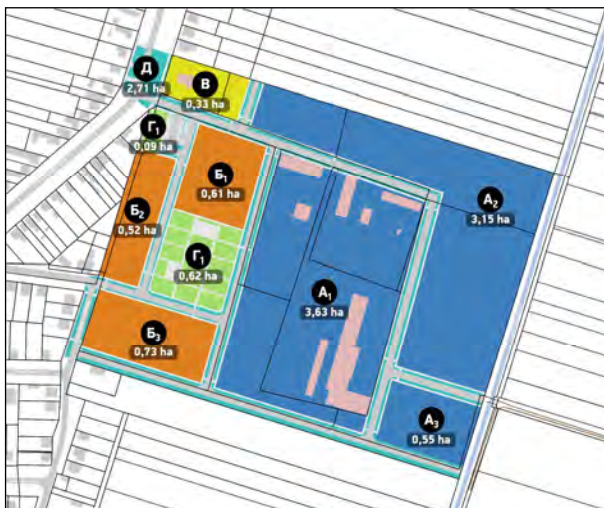 Д
2,71 ha
В
0,33 ha
Г₁
0,09 ha
Б₁
0,61 ha
А₂
3,15 ha
Б₂
0,52 ha
Г₁
0,62 ha
А₁
3,63 ha
Б₃
0,73 ha
А₃
0,55 ha